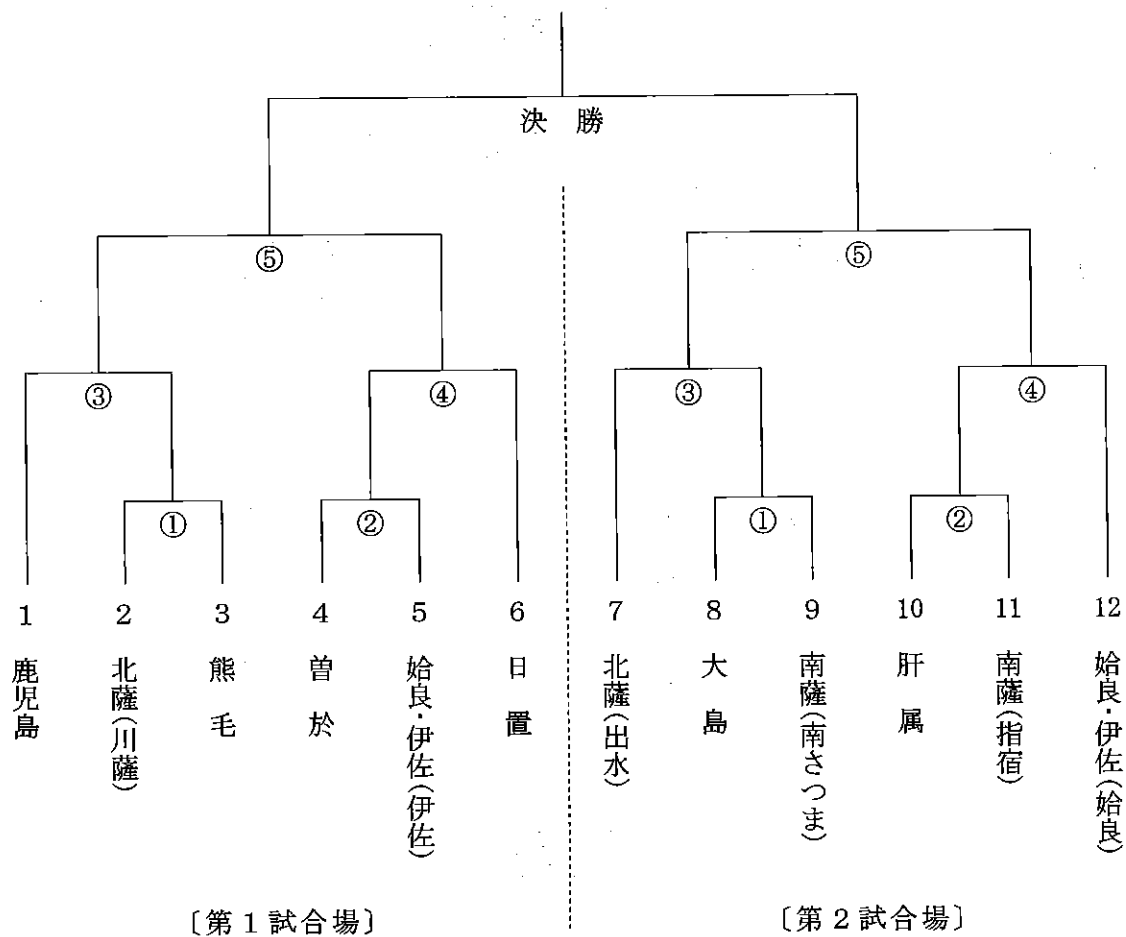 決勝
⑤
⑤
③
④
③
④
①
②
①
②
1 鹿児島
2 北薩(川薩)
3 熊毛
4 曽於
5 姶良・伊佐(伊佐)
6 日置
7 北薩(出水)
8 大島
9 南薩(南さつま)
10 肝属
11 南薩(指宿)
12 姶良・伊佐(姶良)
〔第1試合場〕
〔第2試合場〕